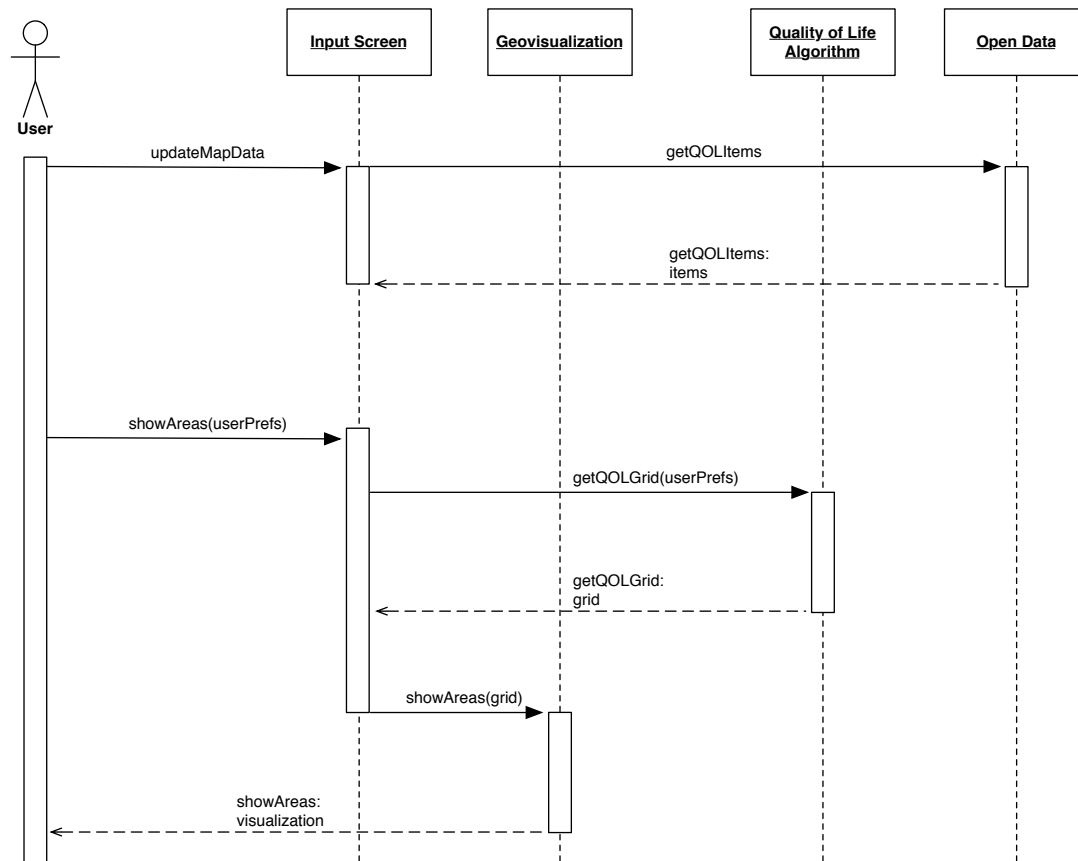 Input Screen
Geovisualization
Quality of Life
Algorithm
Open Data
User
updateMapData
getQOLItems
getQOLItems:
items
showAreas(userPrefs)
getQOLGrid(userPrefs)
getQOLGrid:
grid
showAreas(grid)
showAreas:
visualization